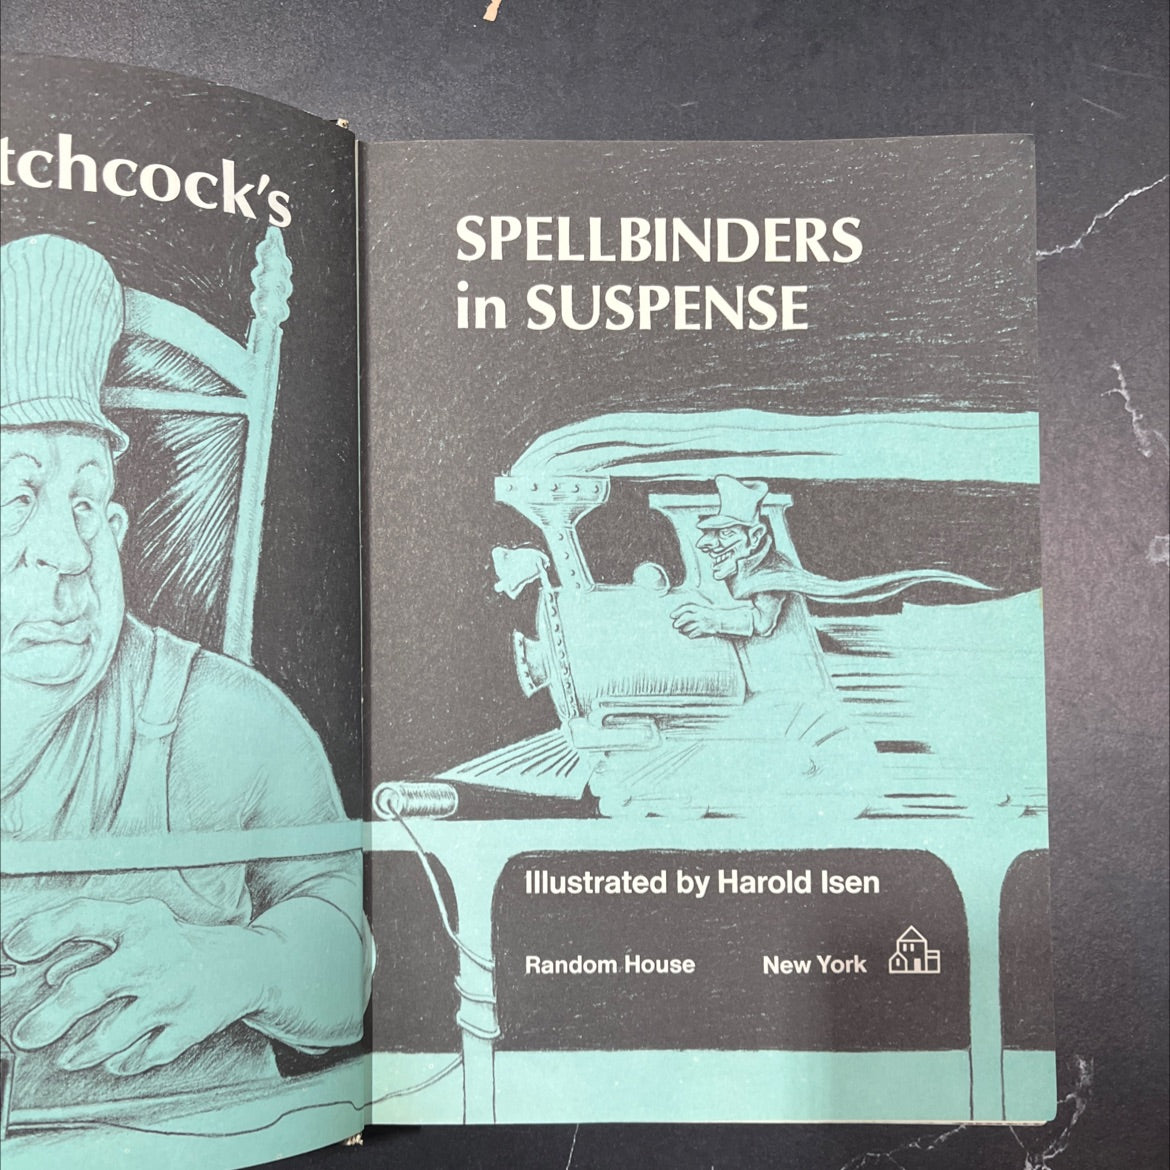 tchcock's
SPELLBINDERS
in SUSPENSE
Illustrated by Harold Isen
Random House New York